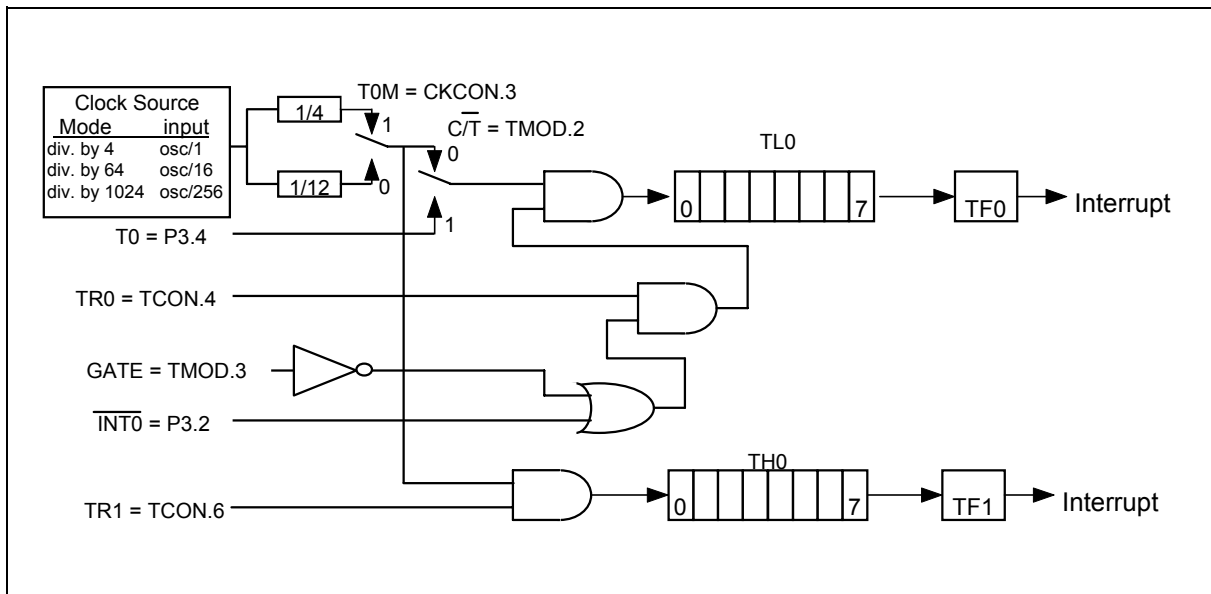 Clock Source
Mode input
div. by 4 osc/1
div. by 64 osc/16
div. by 1024 osc/256
1/4
1/12
T0M = CKCON.3
1
0
C/T̅ = TMOD.2
0
1
T0 = P3.4
TL0
0 7
TF0
Interrupt
TR0 = TCON.4
GATE = TMOD.3
I̅N̅T̅0̅ = P3.2
TR1 = TCON.6
TH0
0 7
TF1
Interrupt